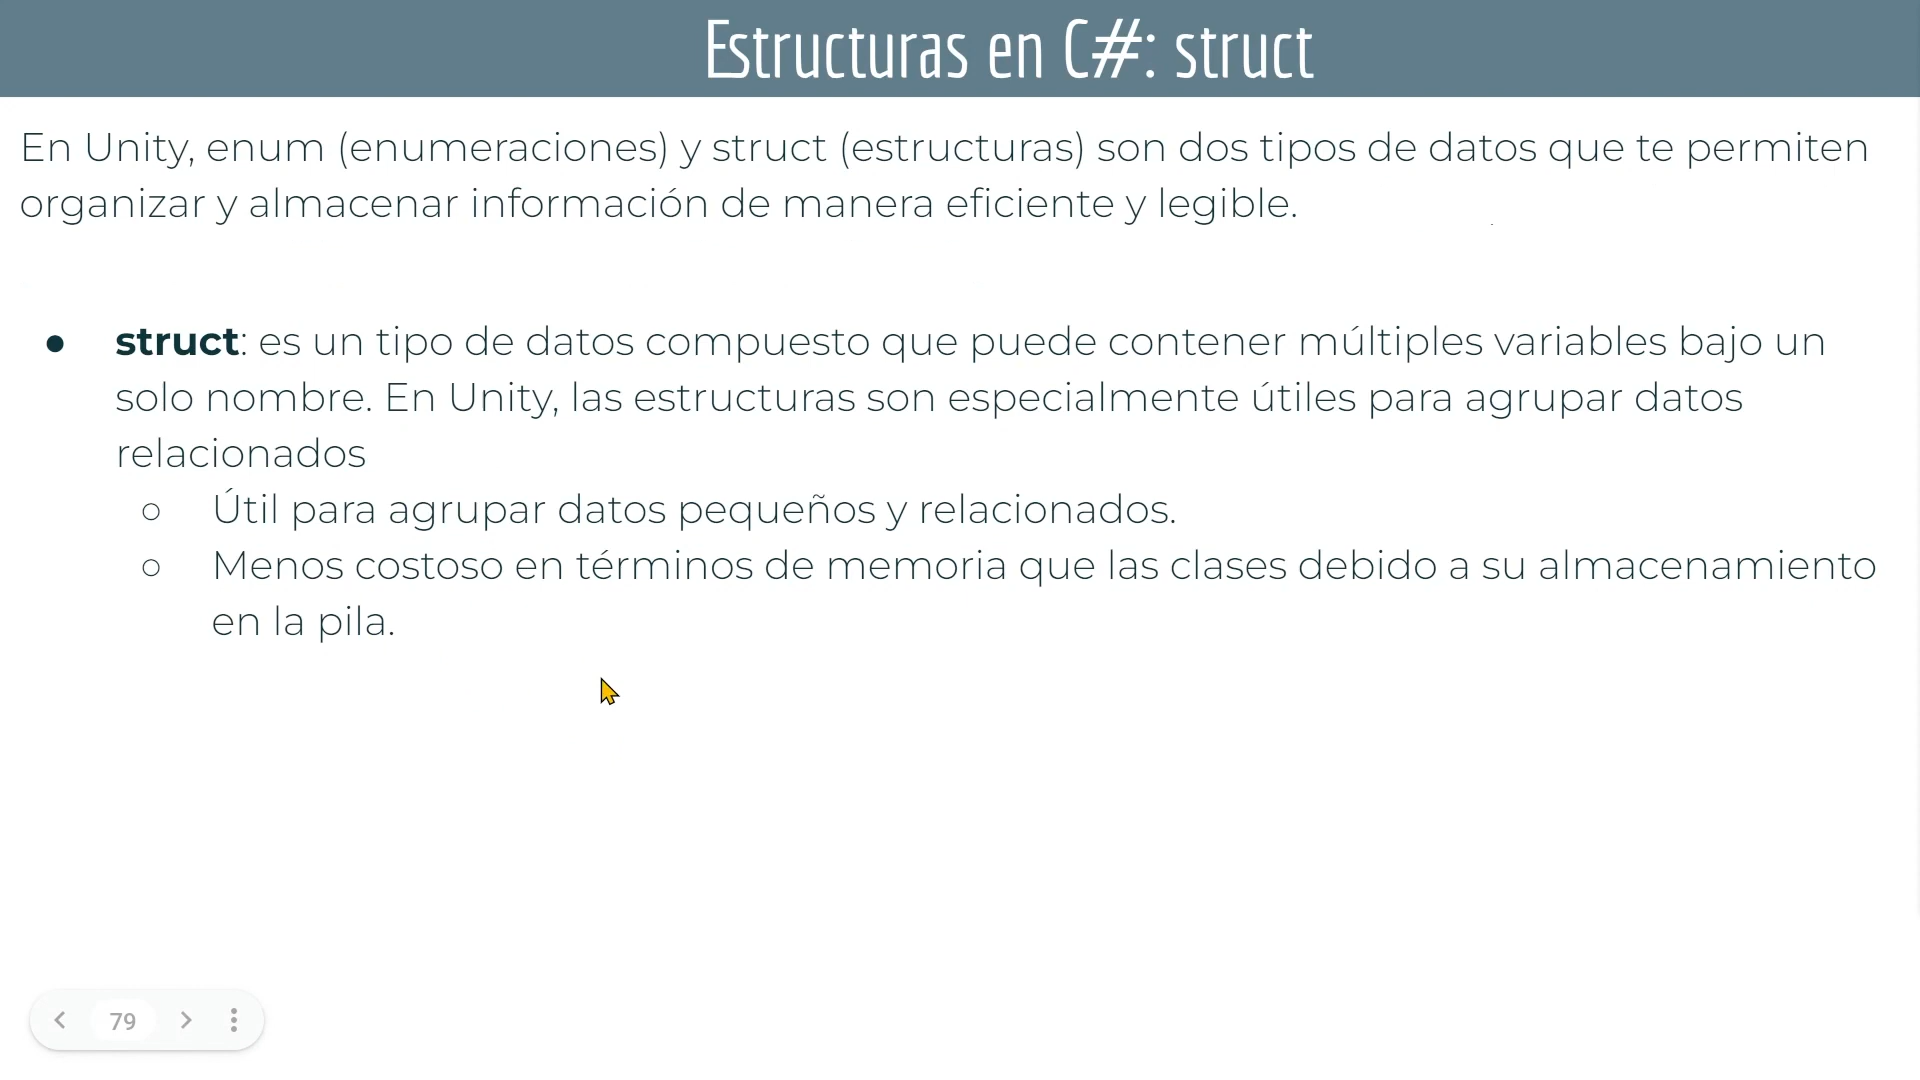 Estructuras en C#: struct
En Unity, enum (enumeraciones) y struct (estructuras) son dos tipos de datos que te permiten
organizar y almacenar información de manera eficiente y legible.
● struct: es un tipo de datos compuesto que puede contener múltiples variables bajo un
solo nombre. En Unity, las estructuras son especialmente útiles para agrupar datos
relacionados
○ Útil para agrupar datos pequeños y relacionados.
○ Menos costoso en términos de memoria que las clases debido a su almacenamiento
en la pila.
79